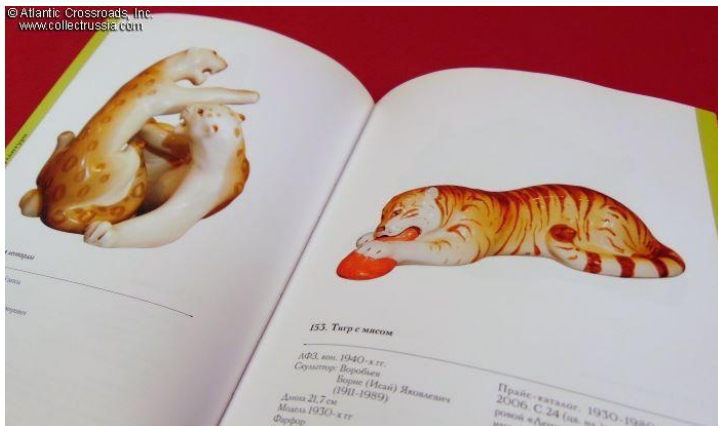 © Atlantic Crossroads, Inc.
www.collectrussia.com
153. Тигр с мясом
ЛФЗ, кон. 1940-х гг.
Скульптор: Воробьев
Борис (Исай) Яковлевич
(1911-1989)
Длина 21,7 см
Модель 1930-х гг
Фарфор
Прайс-каталог. 1930-1980
2006. С. 24